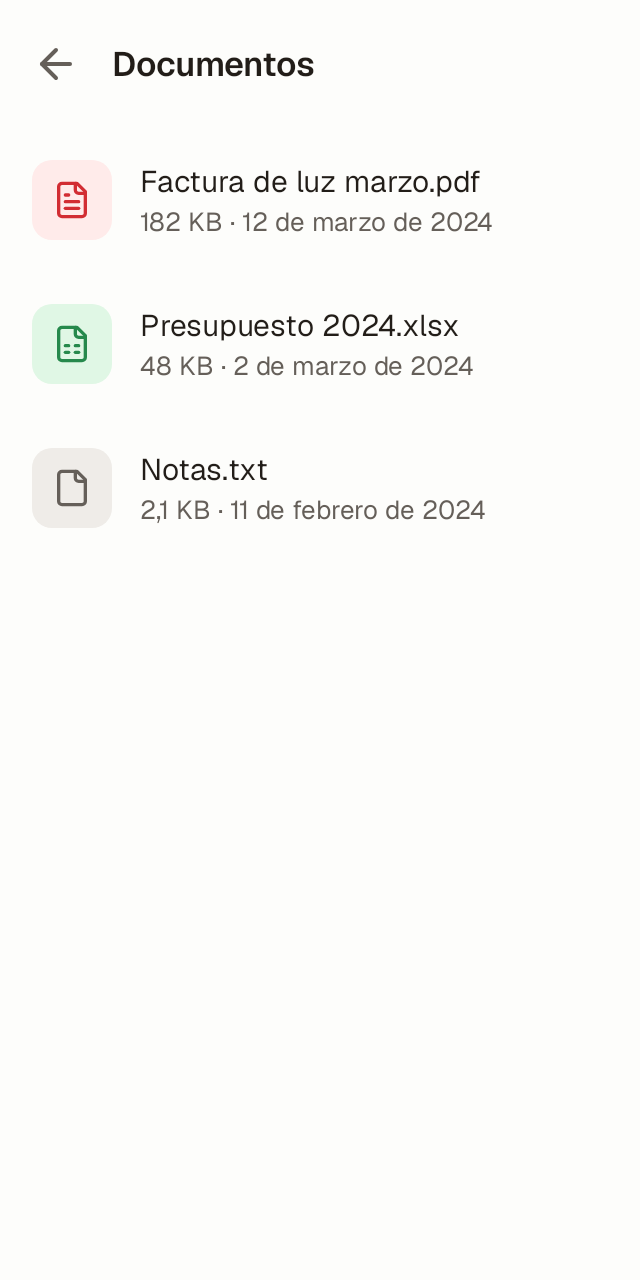 Documentos
Factura de luz marzo.pdf
182 KB · 12 de marzo de 2024
Presupuesto 2024.xlsx
48 KB · 2 de marzo de 2024
Notas.txt
2,1 KB · 11 de febrero de 2024